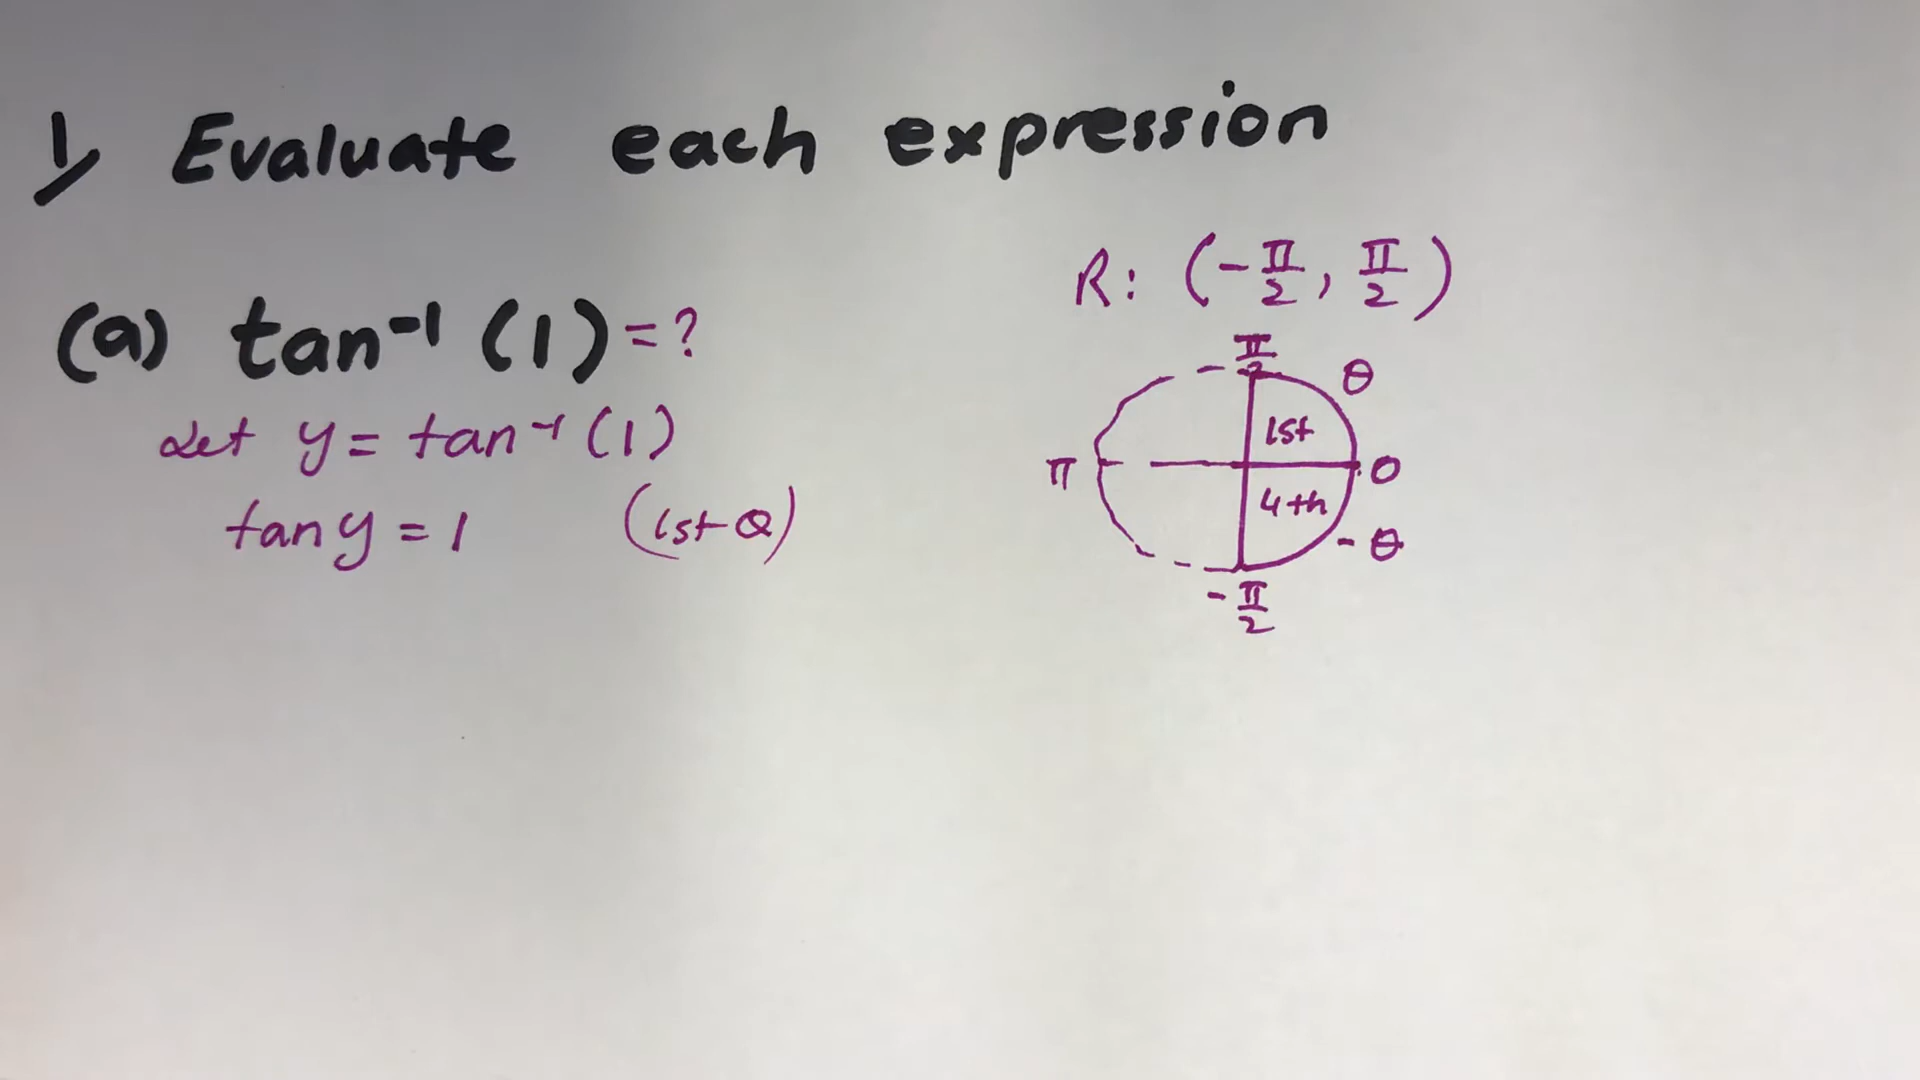 1) Evaluate each expression
R: (-π/2, π/2)
(a) tan⁻¹ (1) = ?
Let y = tan⁻¹ (1)
tan y = 1 (1st Q)
π/2
θ
1st
π
0
4th
-θ
-π/2